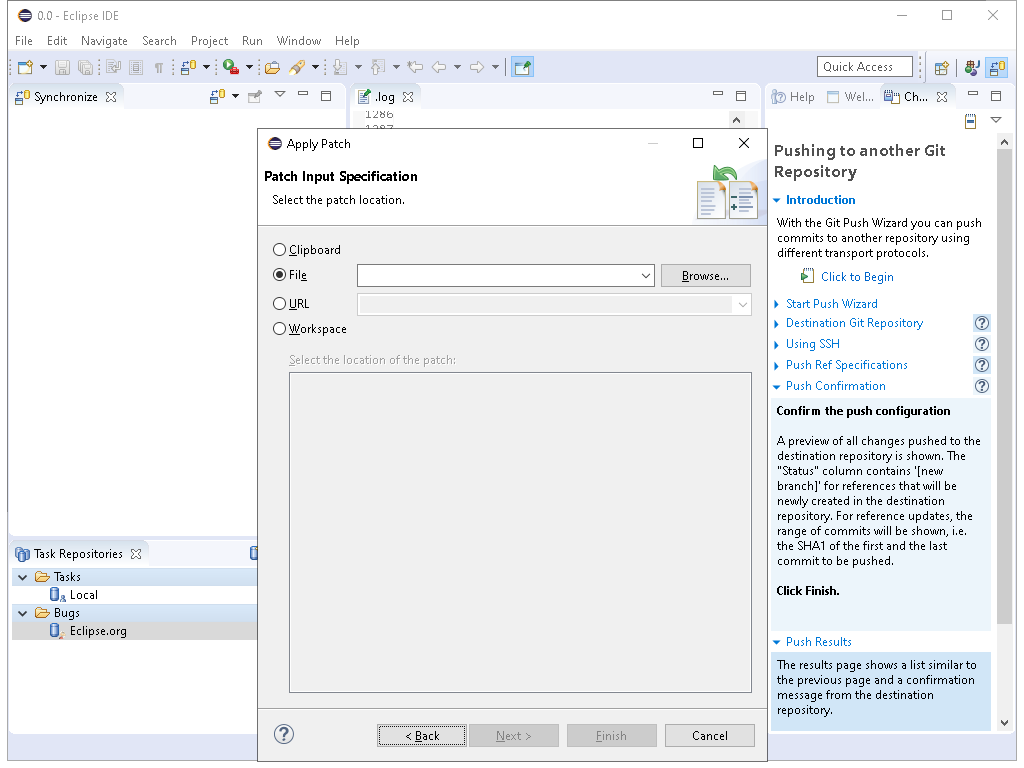 0.0 - Eclipse IDE
File Edit Navigate Search Project Run Window Help
Quick Access
Synchronize
.log
Help
Wel...
Ch...
1286
Apply Patch
Patch Input Specification
Select the patch location.
Clipboard
File
Browse...
URL
Workspace
Select the location of the patch:
< Back
Next >
Finish
Cancel
Task Repositories
Tasks
Local
Bugs
Eclipse.org
Pushing to another Git
Repository
Introduction
With the Git Push Wizard you can push
commits to another repository using
different transport protocols.
Click to Begin
Start Push Wizard
Destination Git Repository
Using SSH
Push Ref Specifications
Push Confirmation
Confirm the push configuration
A preview of all changes pushed to the
destination repository is shown. The
"Status" column contains '[new
branch]' for references that will be
newly created in the destination
repository. For reference updates, the
range of commits will be shown, i.e.
the SHA1 of the first and the last
commit to be pushed.
Click Finish.
Push Results
The results page shows a list similar to
the previous page and a confirmation
message from the destination
repository.